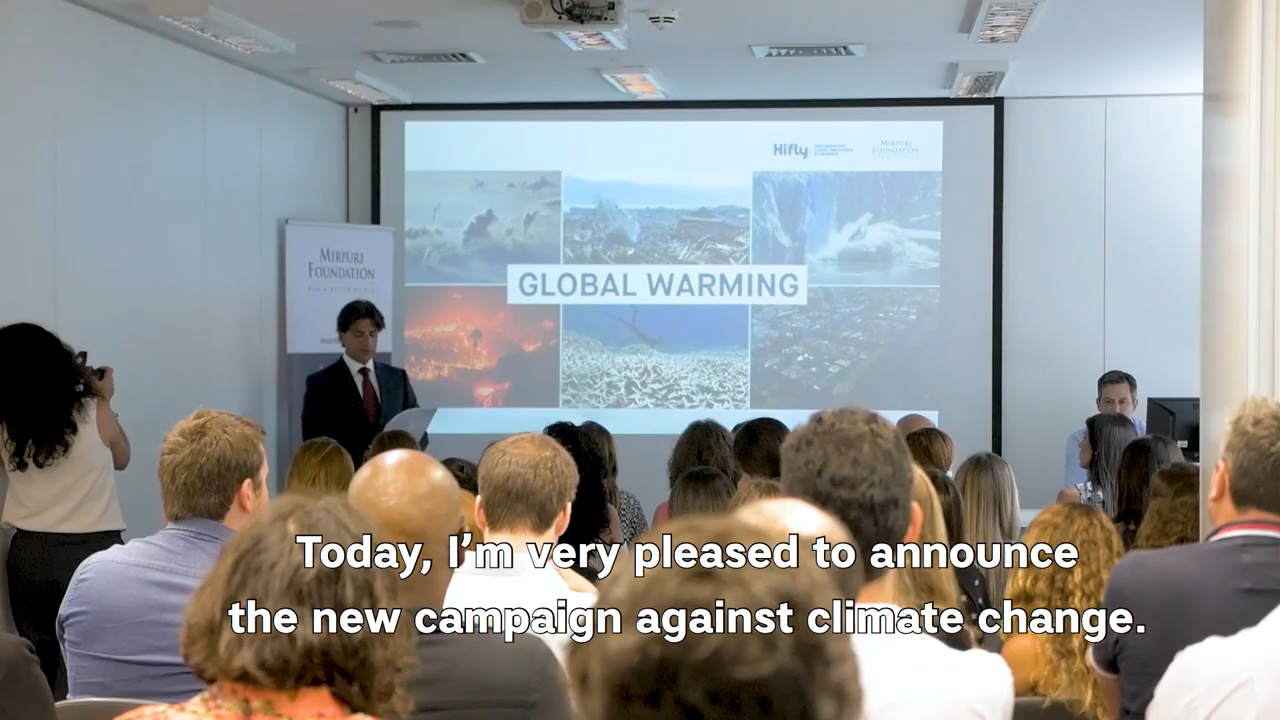 Hifly
MIRPURI
FOUNDATION
MIRPURI
FOUNDATION
GLOBAL WARMING
Today, I'm very pleased to announce
the new campaign against climate change.